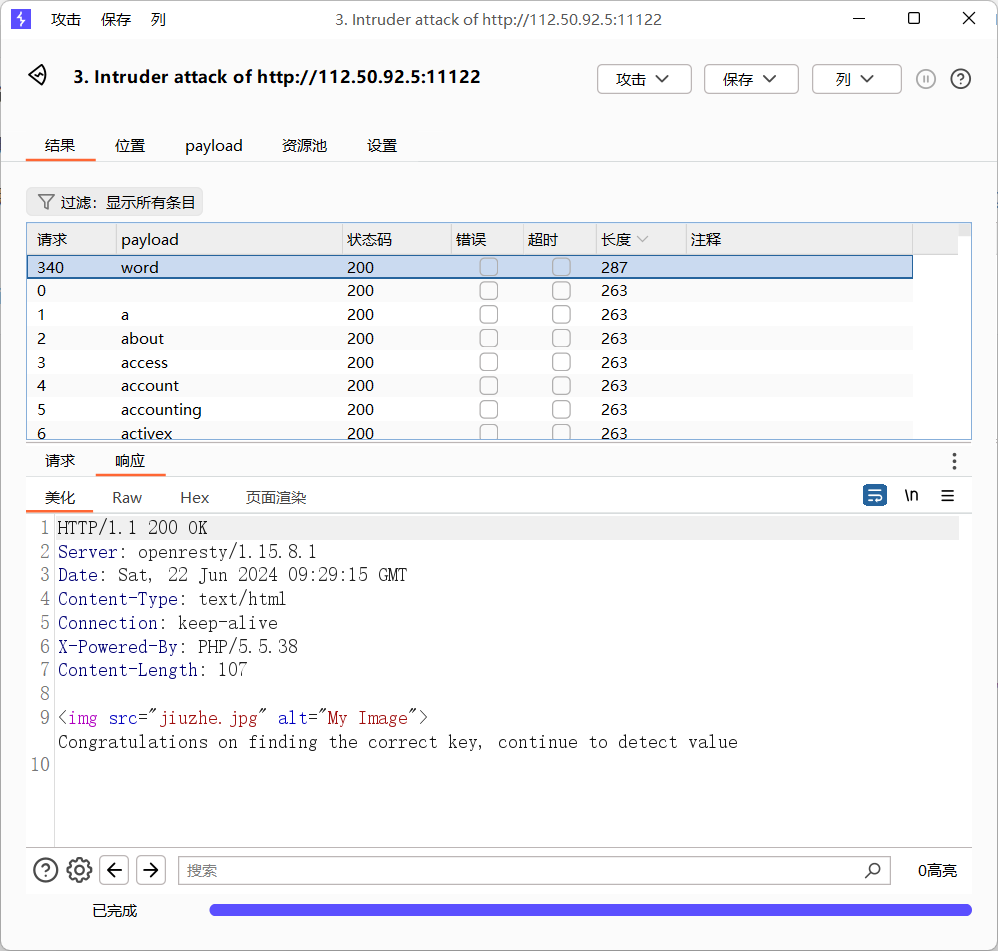 攻击 保存 列 3. Intruder attack of http://112.50.92.5:11122
3. Intruder attack of http://112.50.92.5:11122 攻击 保存 列
结果 位置 payload 资源池 设置
过滤: 显示所有条目
请求 payload 状态码 错误 超时 长度 注释
340 word 200 287
0 200 263
1 a 200 263
2 about 200 263
3 access 200 263
4 account 200 263
5 accounting 200 263
6 activex 200 263
请求 响应
美化 Raw Hex 页面渲染 \n
1 HTTP/1.1 200 OK
2 Server: openresty/1.15.8.1
3 Date: Sat, 22 Jun 2024 09:29:15 GMT
4 Content-Type: text/html
5 Connection: keep-alive
6 X-Powered-By: PHP/5.5.38
7 Content-Length: 107
8
9 <img src="jiuzhe.jpg" alt="My Image">
Congratulations on finding the correct key, continue to detect value
10
搜索 0高亮
已完成